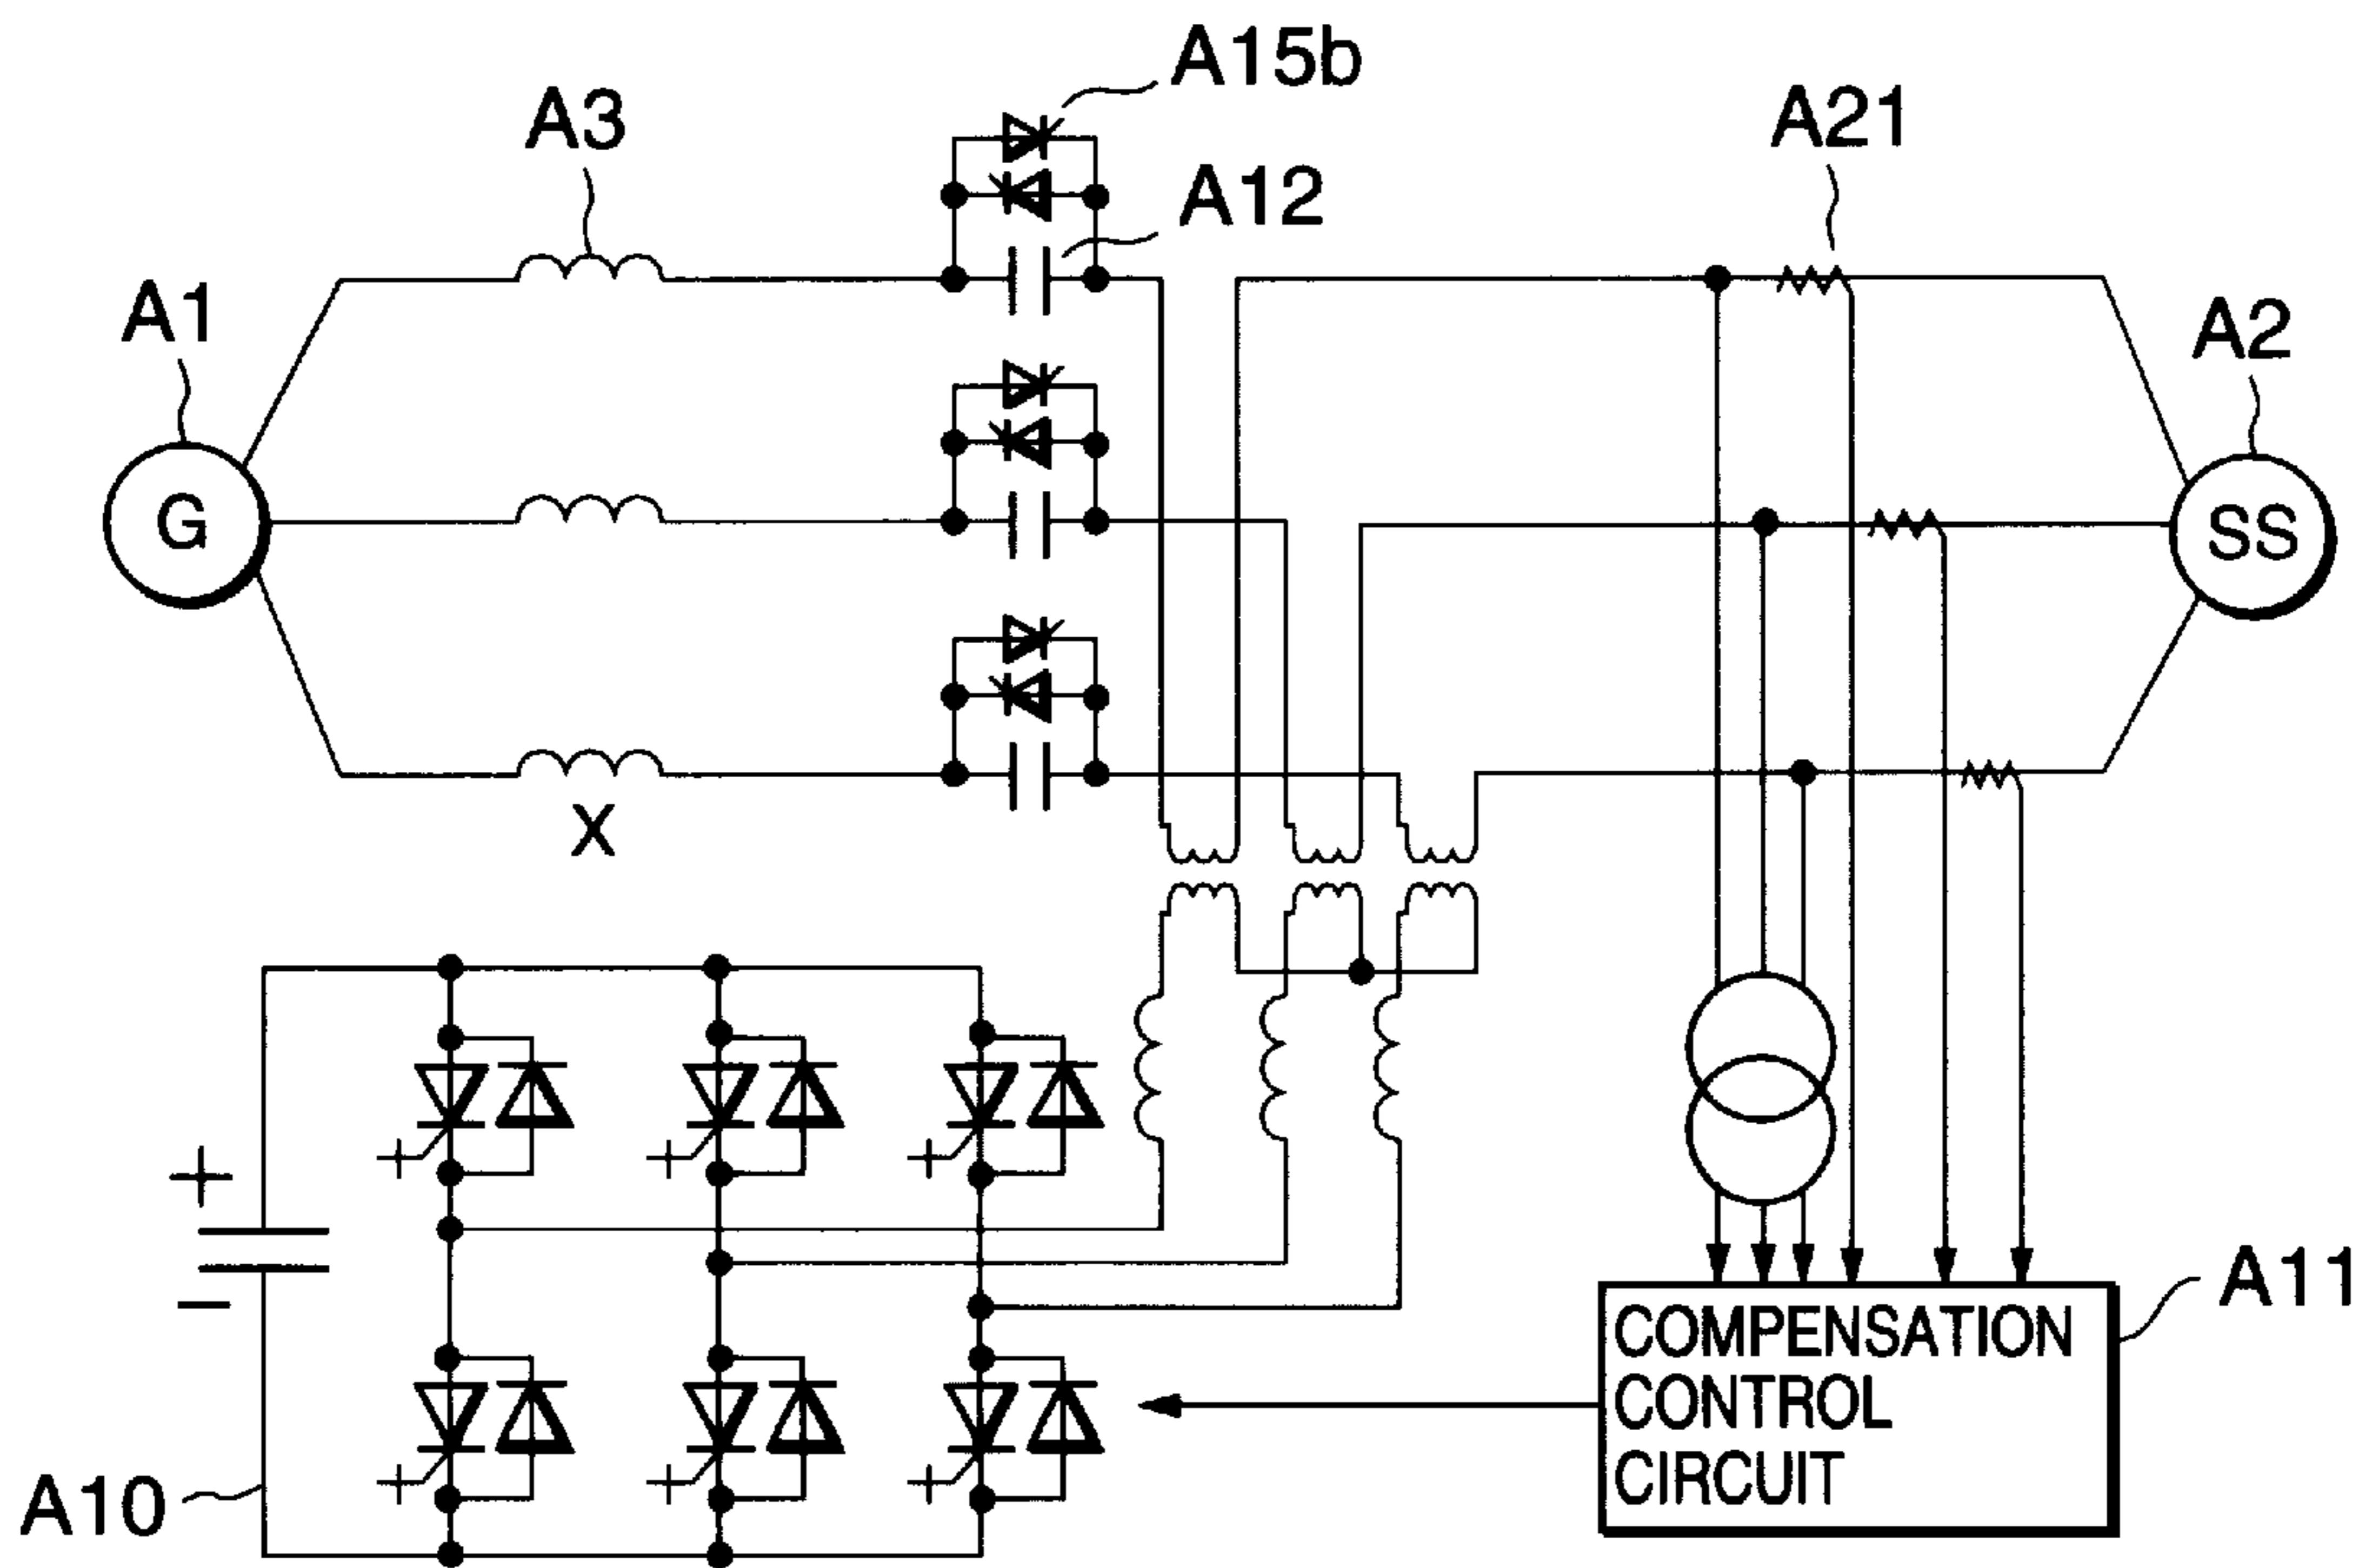 A15b
A3
A21
A12
A1
A2
G
SS
X
+
−
A11
COMPENSATION
CONTROL
CIRCUIT
A10